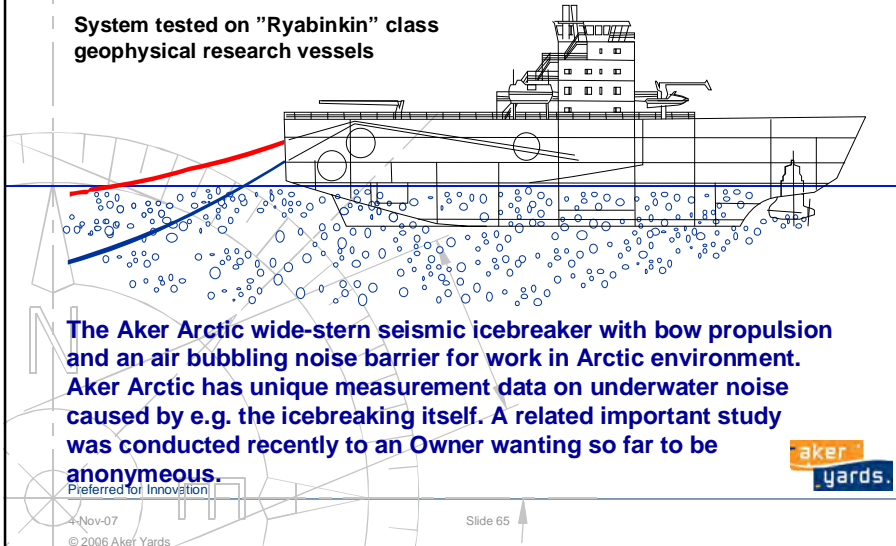 System tested on ”Ryabinkin” class
geophysical research vessels
The Aker Arctic wide-stern seismic icebreaker with bow propulsion
and an air bubbling noise barrier for work in Arctic environment.
Aker Arctic has unique measurement data on underwater noise
caused by e.g. the icebreaking itself. A related important study
was conducted recently to an Owner wanting so far to be
anonymeous.
aker
yards.
Preferred for Innovation
N
E
4-Nov-07
Slide 65
© 2006 Aker Yards